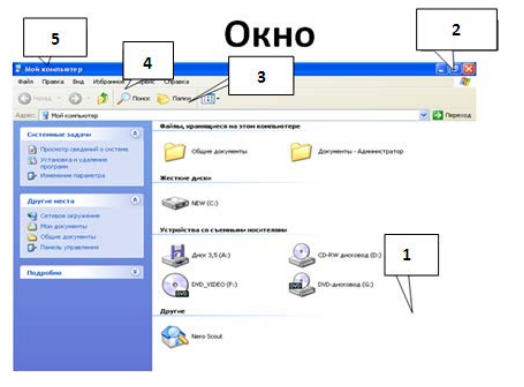 Окно
5
2
4
3
Мой компьютер
Файл Правка Вид Избранное Сервис Справка
Назад Поиск Папки
Адрес: Мой компьютер Переход
Системные задачи
Просмотр сведений о системе
Установка и удаление
программ
Изменение параметра
Другие места
Сетевое окружение
Мои документы
Общие документы
Панель управления
Подробно
Файлы, хранящиеся на этом компьютере
Общие документы Документы - Администратор
Жесткие диски
NEW (C:)
Устройства со съемными носителями
Диск 3,5 (A:) CD-RW дисковод (D:)
1
DVD_VIDEO (F:) DVD-дисковод (G:)
Другие
Nero Scout